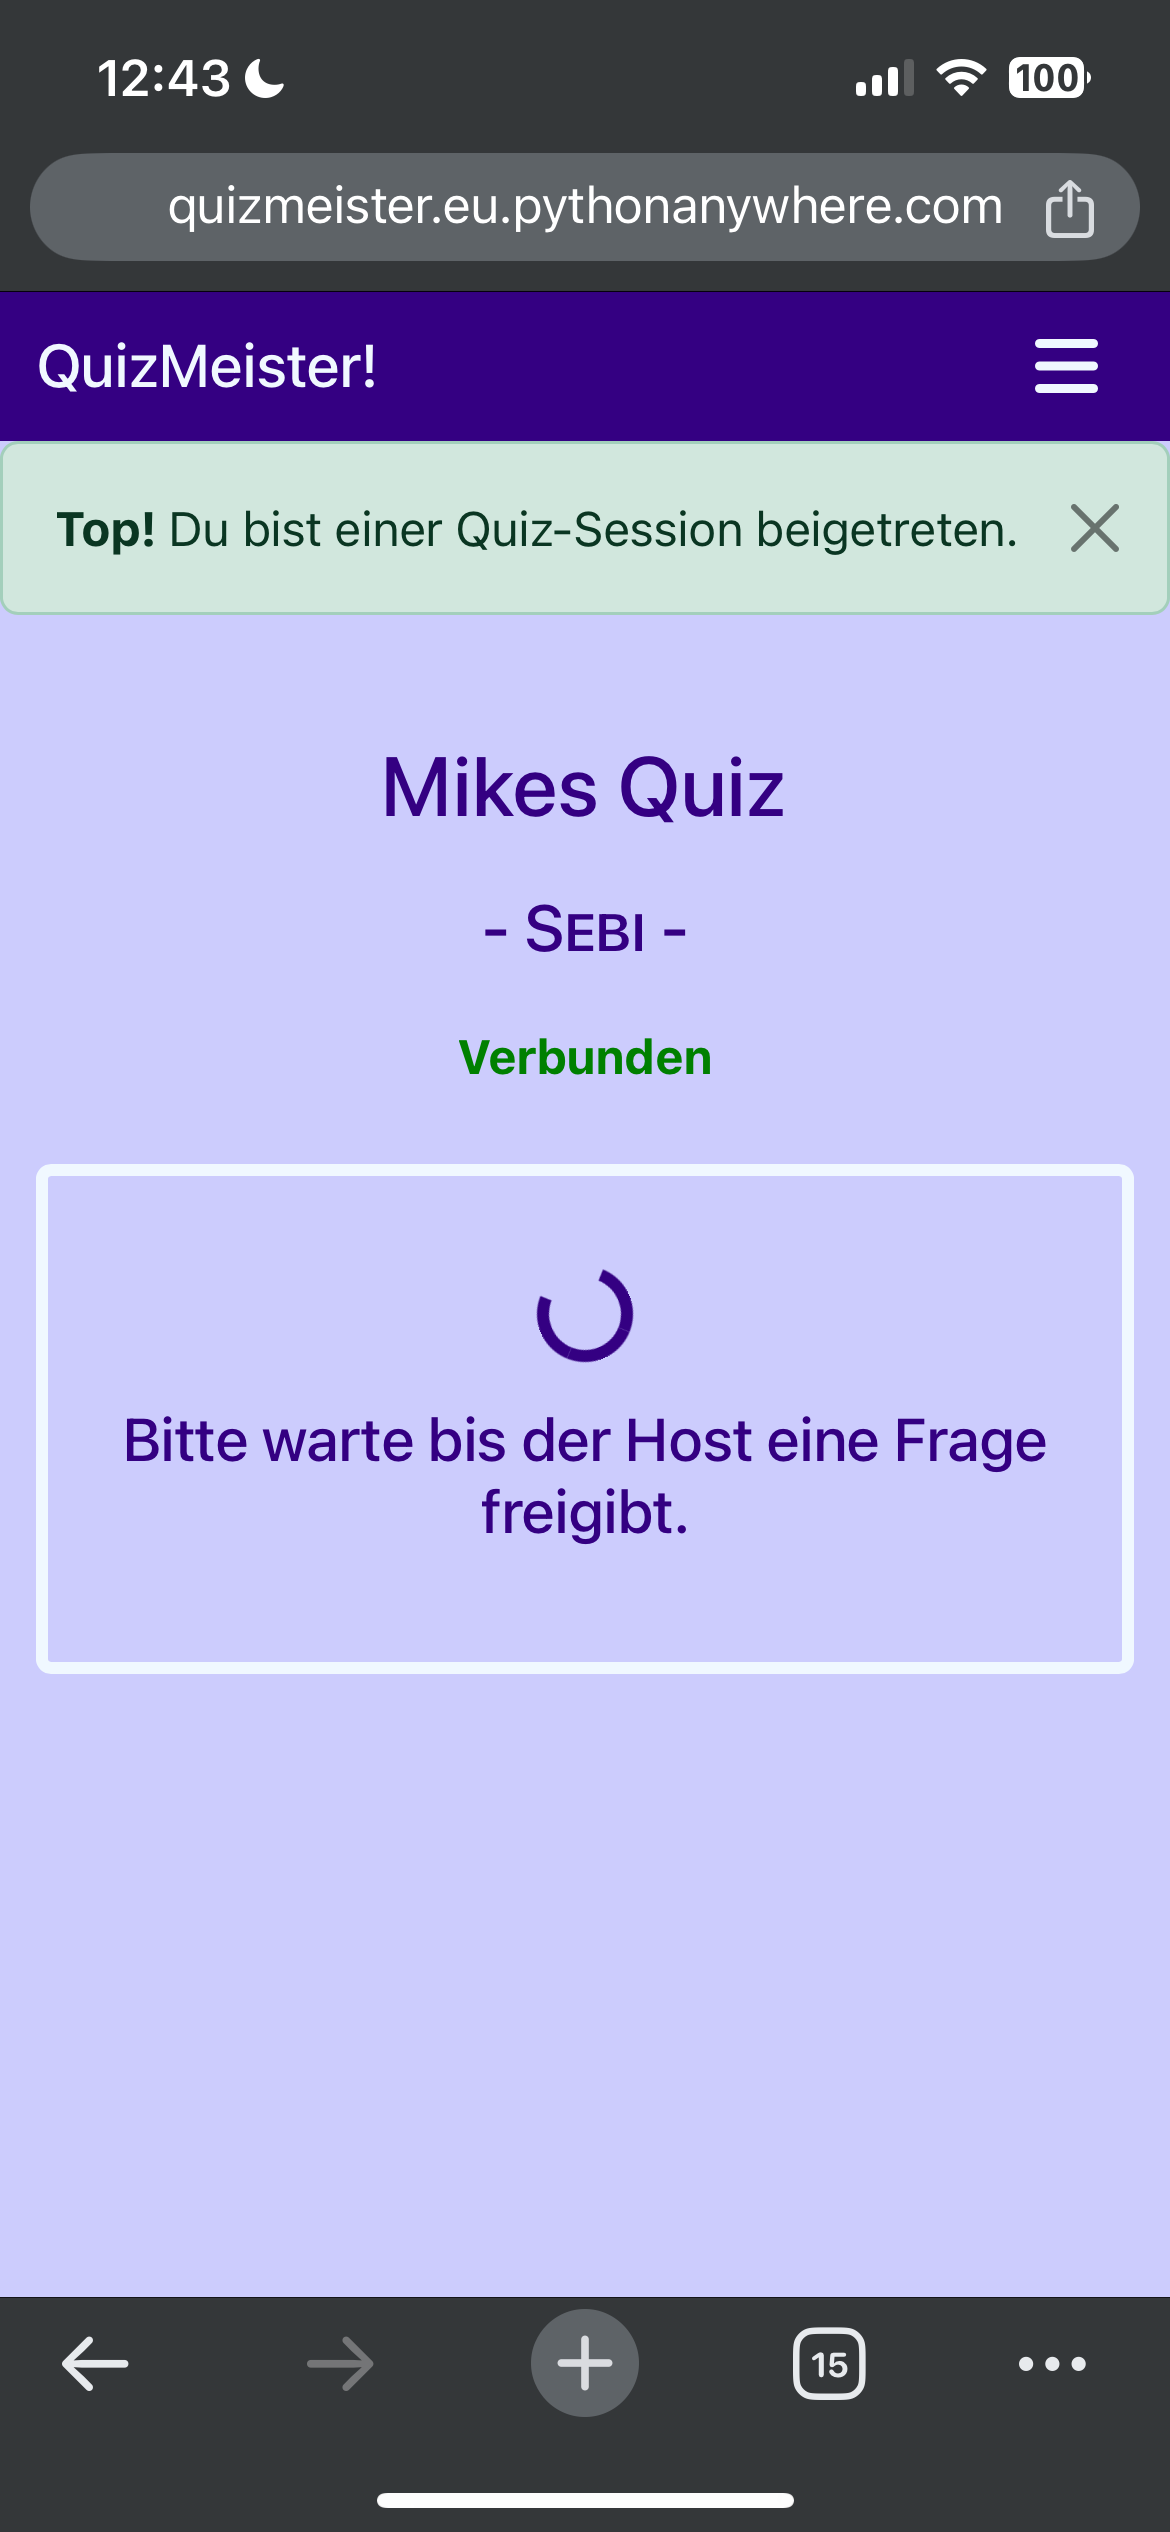 12:43
100
quizmeister.eu.pythonanywhere.com
QuizMeister!
Top! Du bist einer Quiz-Session beigetreten.
Mikes Quiz
- SEBI -
Verbunden
Bitte warte bis der Host eine Frage
freigibt.
15